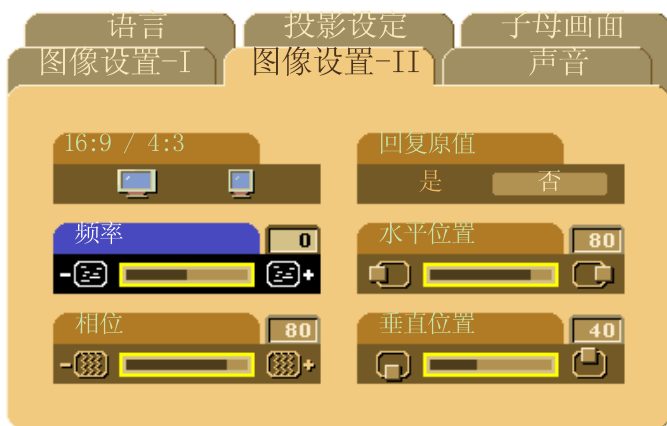 语言
投影设定
子母画面
图像设置-I
图像设置-II
声音
16:9 / 4:3
回复原值
是
否
频率
0
水平位置
80
相位
80
垂直位置
40